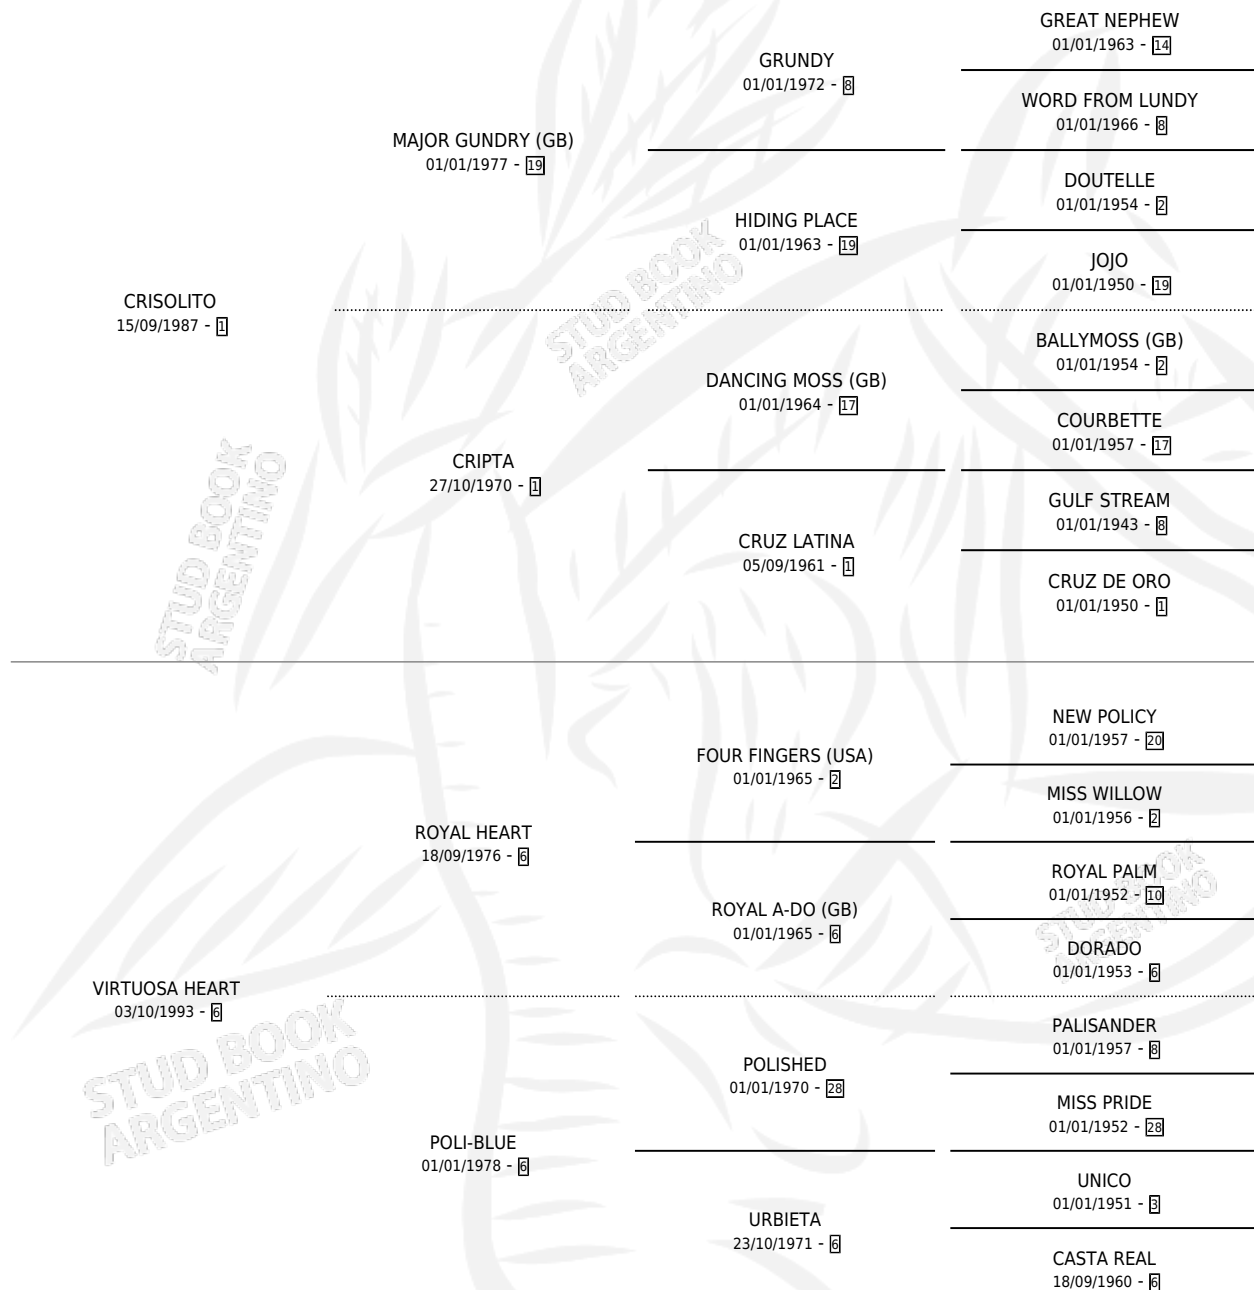 GREAT NEPHEW
01/01/1963 - 14
GRUNDY
01/01/1972 - 8
WORD FROM LUNDY
01/01/1966 - 8
MAJOR GUNDRY (GB)
01/01/1977 - 19
DOUTELLE
01/01/1954 - 2
HIDING PLACE
01/01/1963 - 19
JOJO
01/01/1950 - 19
CRISOLITO
15/09/1987 - 1
STUD BOOK
ARGENTINO
BALLYMOSS (GB)
01/01/1954 - 2
DANCING MOSS (GB)
01/01/1964 - 17
COURBETTE
01/01/1957 - 17
CRIPTA
27/10/1970 - 1
GULF STREAM
01/01/1943 - 8
CRUZ LATINA
05/09/1961 - 1
CRUZ DE ORO
01/01/1950 - 1
STUD BOOK
ARGENTINO
NEW POLICY
01/01/1957 - 20
FOUR FINGERS (USA)
01/01/1965 - 2
MISS WILLOW
01/01/1956 - 2
ROYAL HEART
18/09/1976 - 6
ROYAL PALM
01/01/1952 - 10
ROYAL A-DO (GB)
01/01/1965 - 6
STUD BOOK
ARGENTINO
DORADO
01/01/1953 - 6
VIRTUOSA HEART
03/10/1993 - 6
PALISANDER
01/01/1957 - 8
STUD BOOK
ARGENTINO
POLISHED
01/01/1970 - 28
MISS PRIDE
01/01/1952 - 28
POLI-BLUE
01/01/1978 - 6
UNICO
01/01/1951 - 3
URBIETA
23/10/1971 - 6
CASTA REAL
18/09/1960 - 6